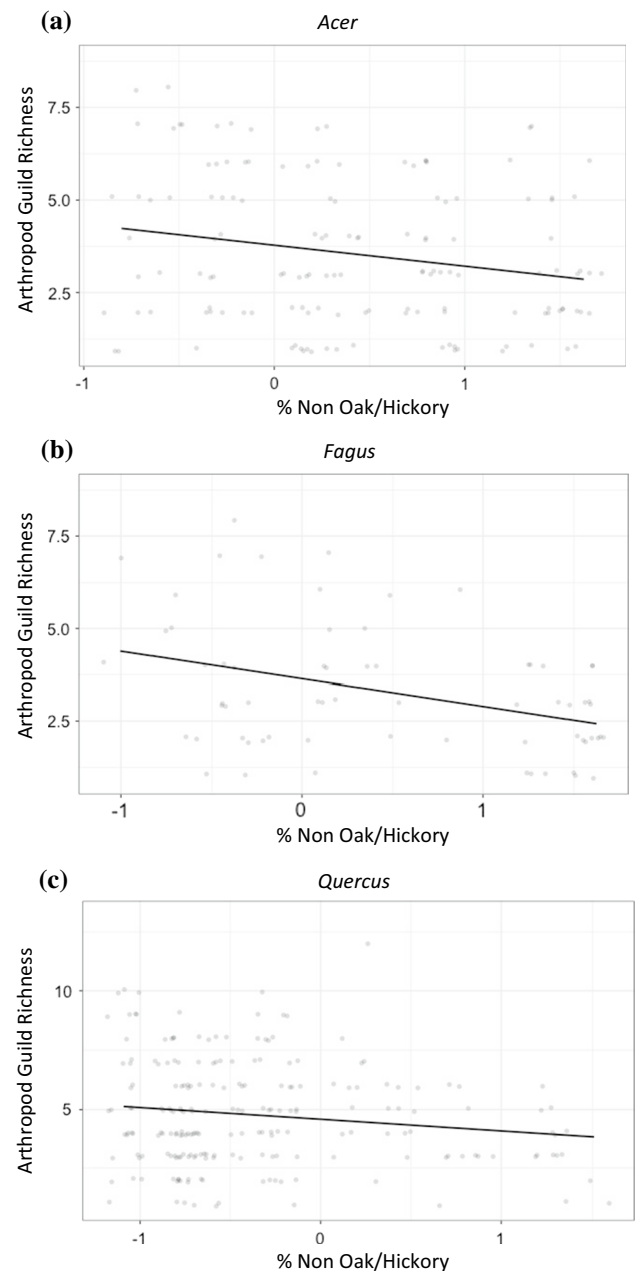 (a) Acer
Arthropod Guild Richness
7.5
5.0
2.5
-1 0 1
% Non Oak/Hickory
(b) Fagus
Arthropod Guild Richness
7.5
5.0
2.5
-1 0 1
% Non Oak/Hickory
(c) Quercus
Arthropod Guild Richness
10
5
-1 0 1
% Non Oak/Hickory